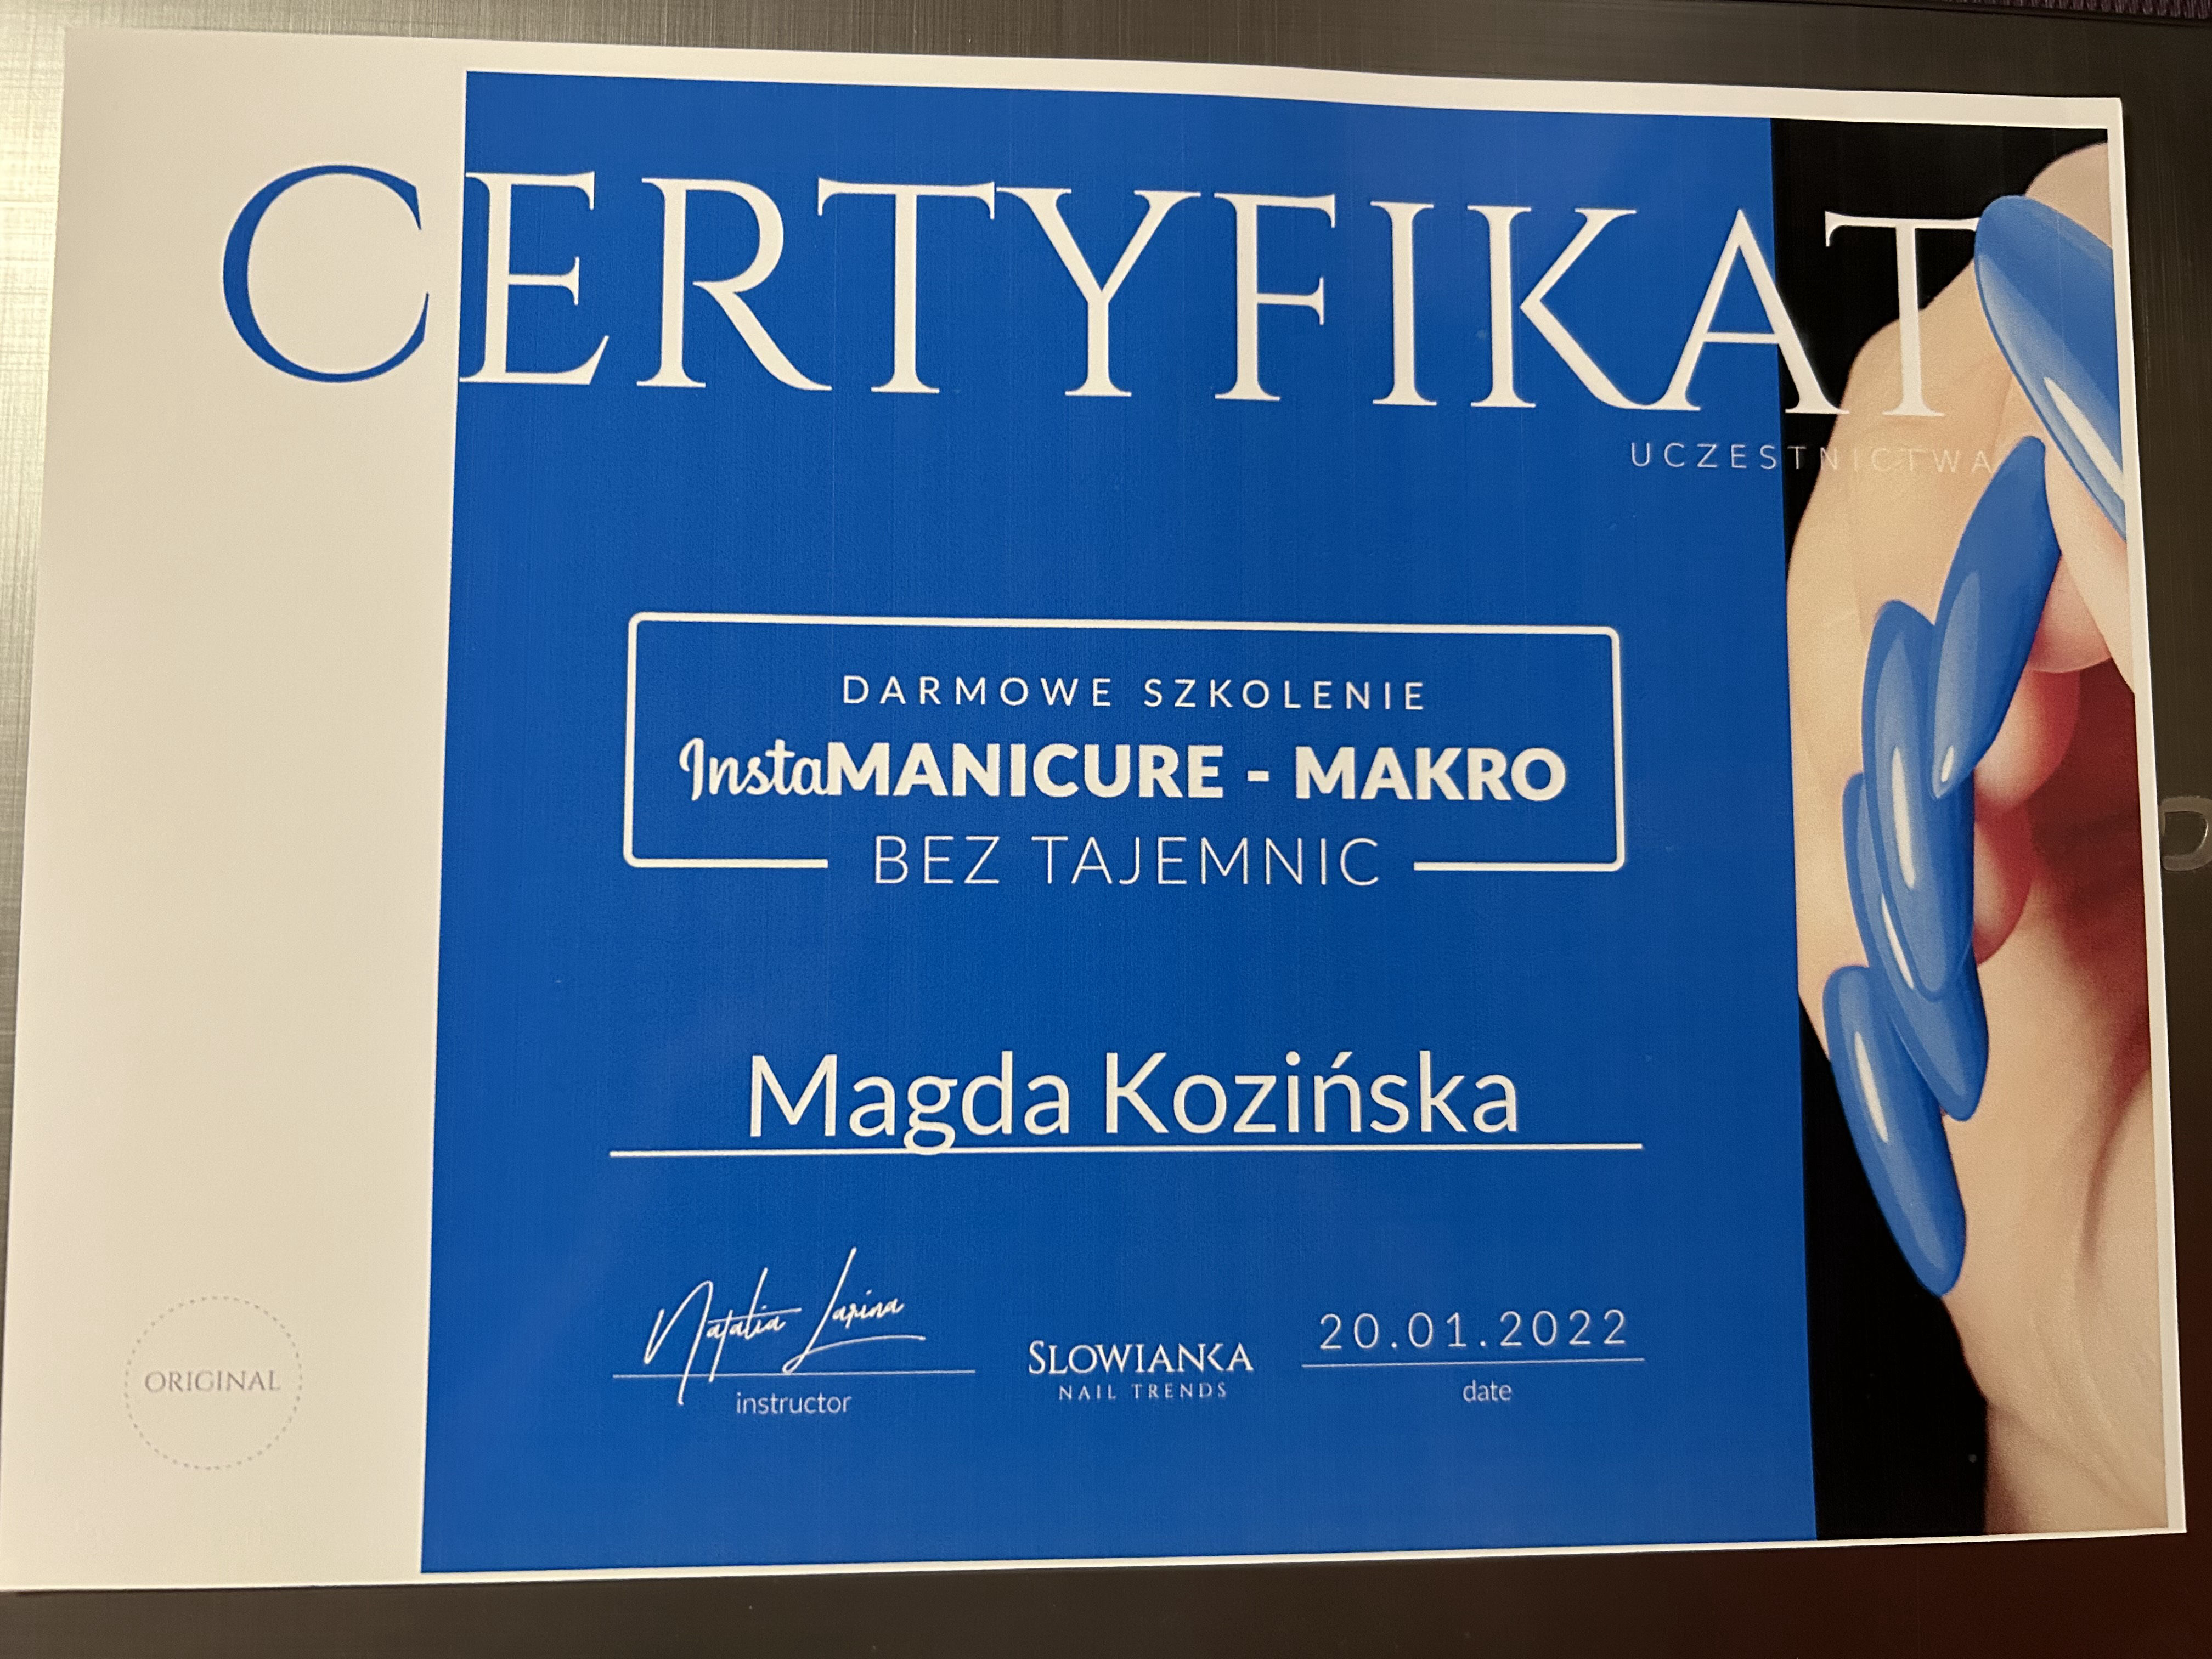 CERTYFIKAT
UCZESTNICTWA
DARMOWE SZKOLENIE
InstaMANICURE - MAKRO
BEZ TAJEMNIC
Magda Kozińska
Natalia Larina
instructor
SLOWIANKA
NAIL TRENDS
20.01.2022
date
ORIGINAL